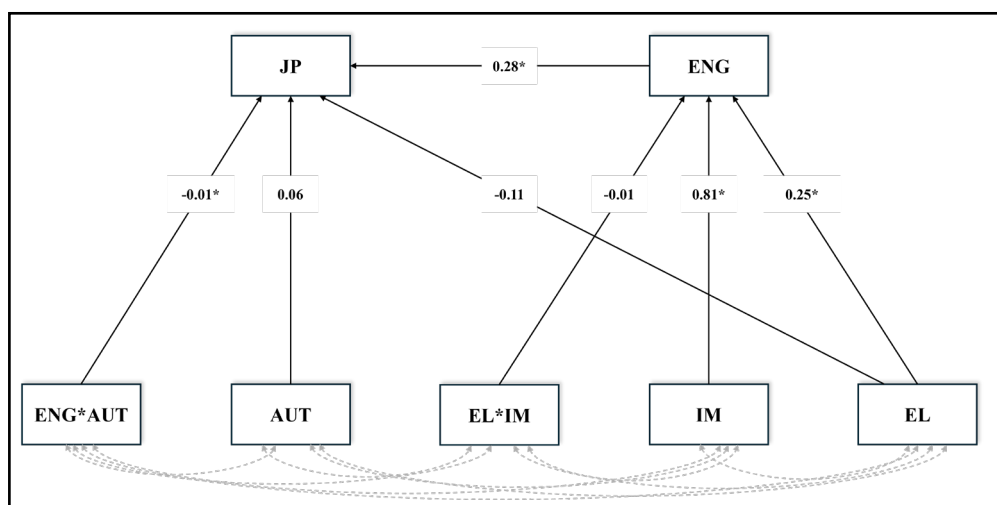 JP
0.28*
ENG
-0.01*
0.06
-0.11
-0.01
0.81*
0.25*
ENG*AUT
AUT
EL*IM
IM
EL